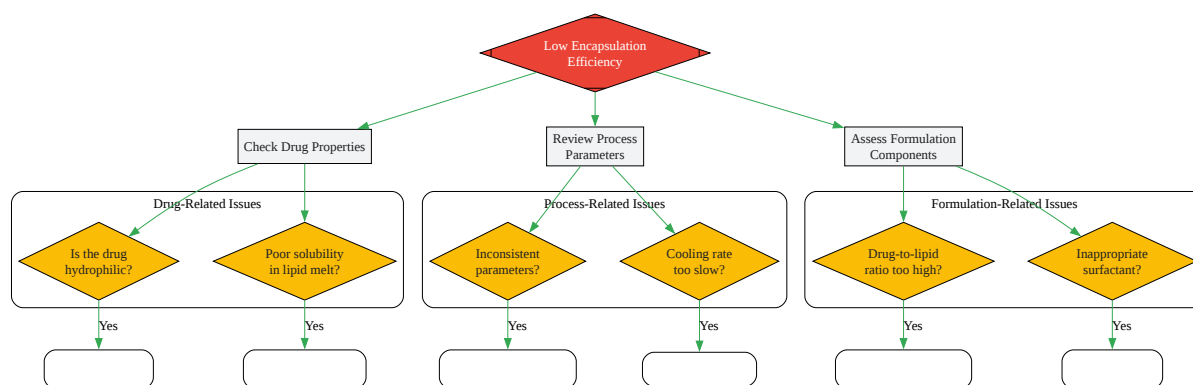 Low Encapsulation
Efficiency
Check Drug Properties
Review Process
Parameters
Assess Formulation
Components
Drug-Related Issues
Process-Related Issues
Formulation-Related Issues
Is the drug
hydrophilic?
Poor solubility
in lipid melt?
Inconsistent
parameters?
Cooling rate
too slow?
Drug-to-lipid
ratio too high?
Inappropriate
surfactant?
Yes
Yes
Yes
Yes
Yes
Yes